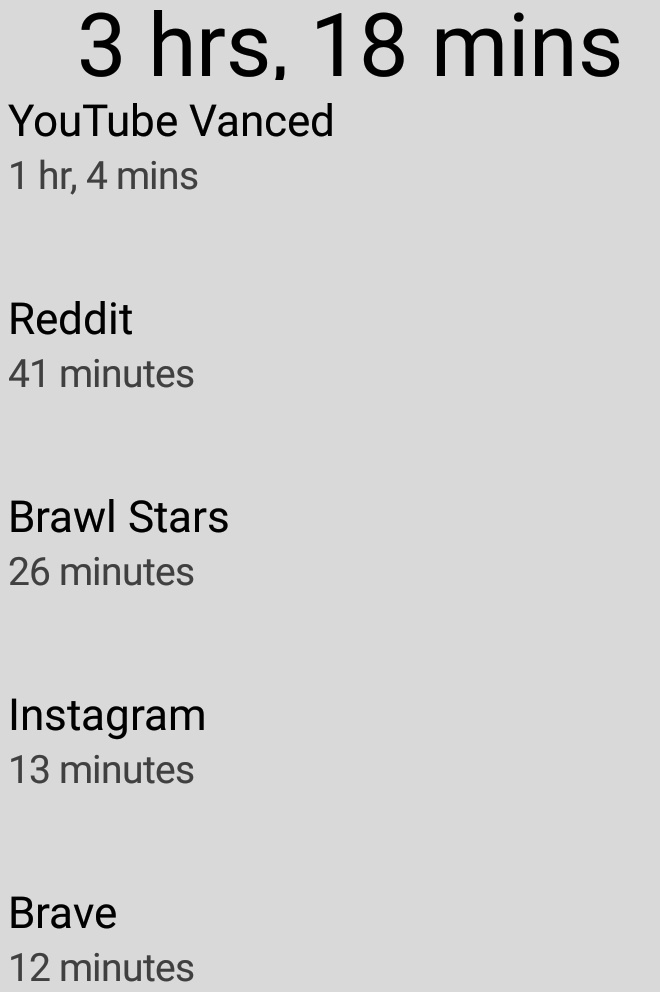 3 hrs, 18 mins
YouTube Vanced
1 hr, 4 mins
Reddit
41 minutes
Brawl Stars
26 minutes
Instagram
13 minutes
Brave
12 minutes